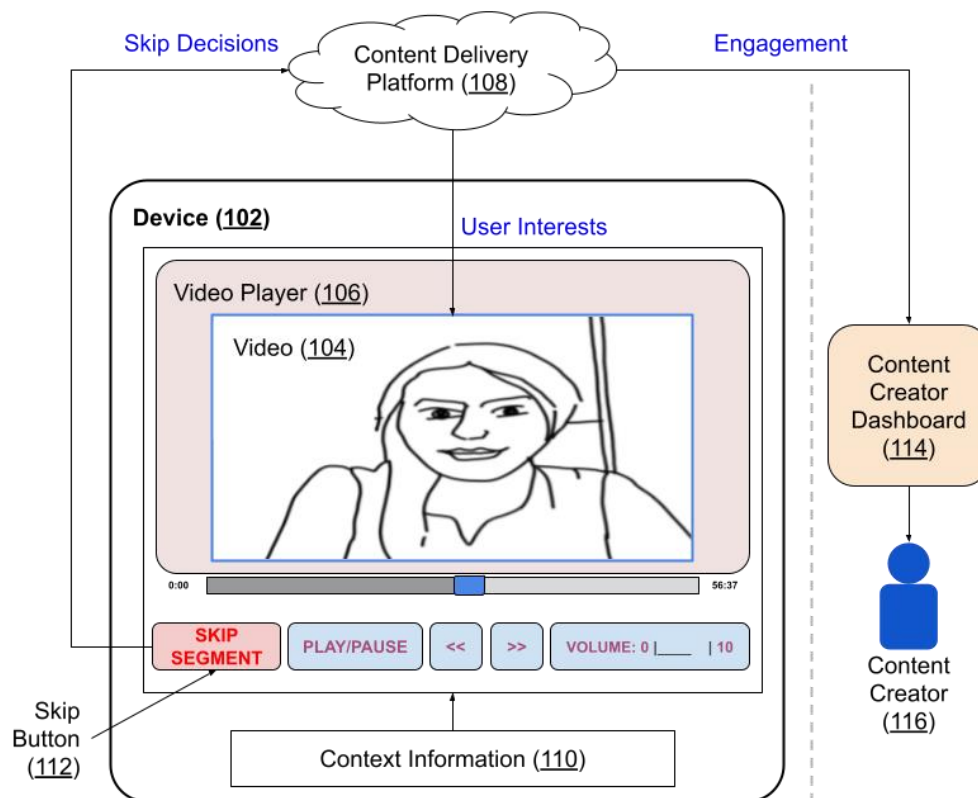 Skip Decisions
Content Delivery
Platform (108)
Engagement
Device (102)
User Interests
Video Player (106)
Video (104)
Content
Creator
Dashboard
(114)
0:00
56:37
SKIP
SEGMENT
PLAY/PAUSE
<<
>>
VOLUME: 0 |____ | 10
Content
Creator
(116)
Skip
Button
(112)
Context Information (110)